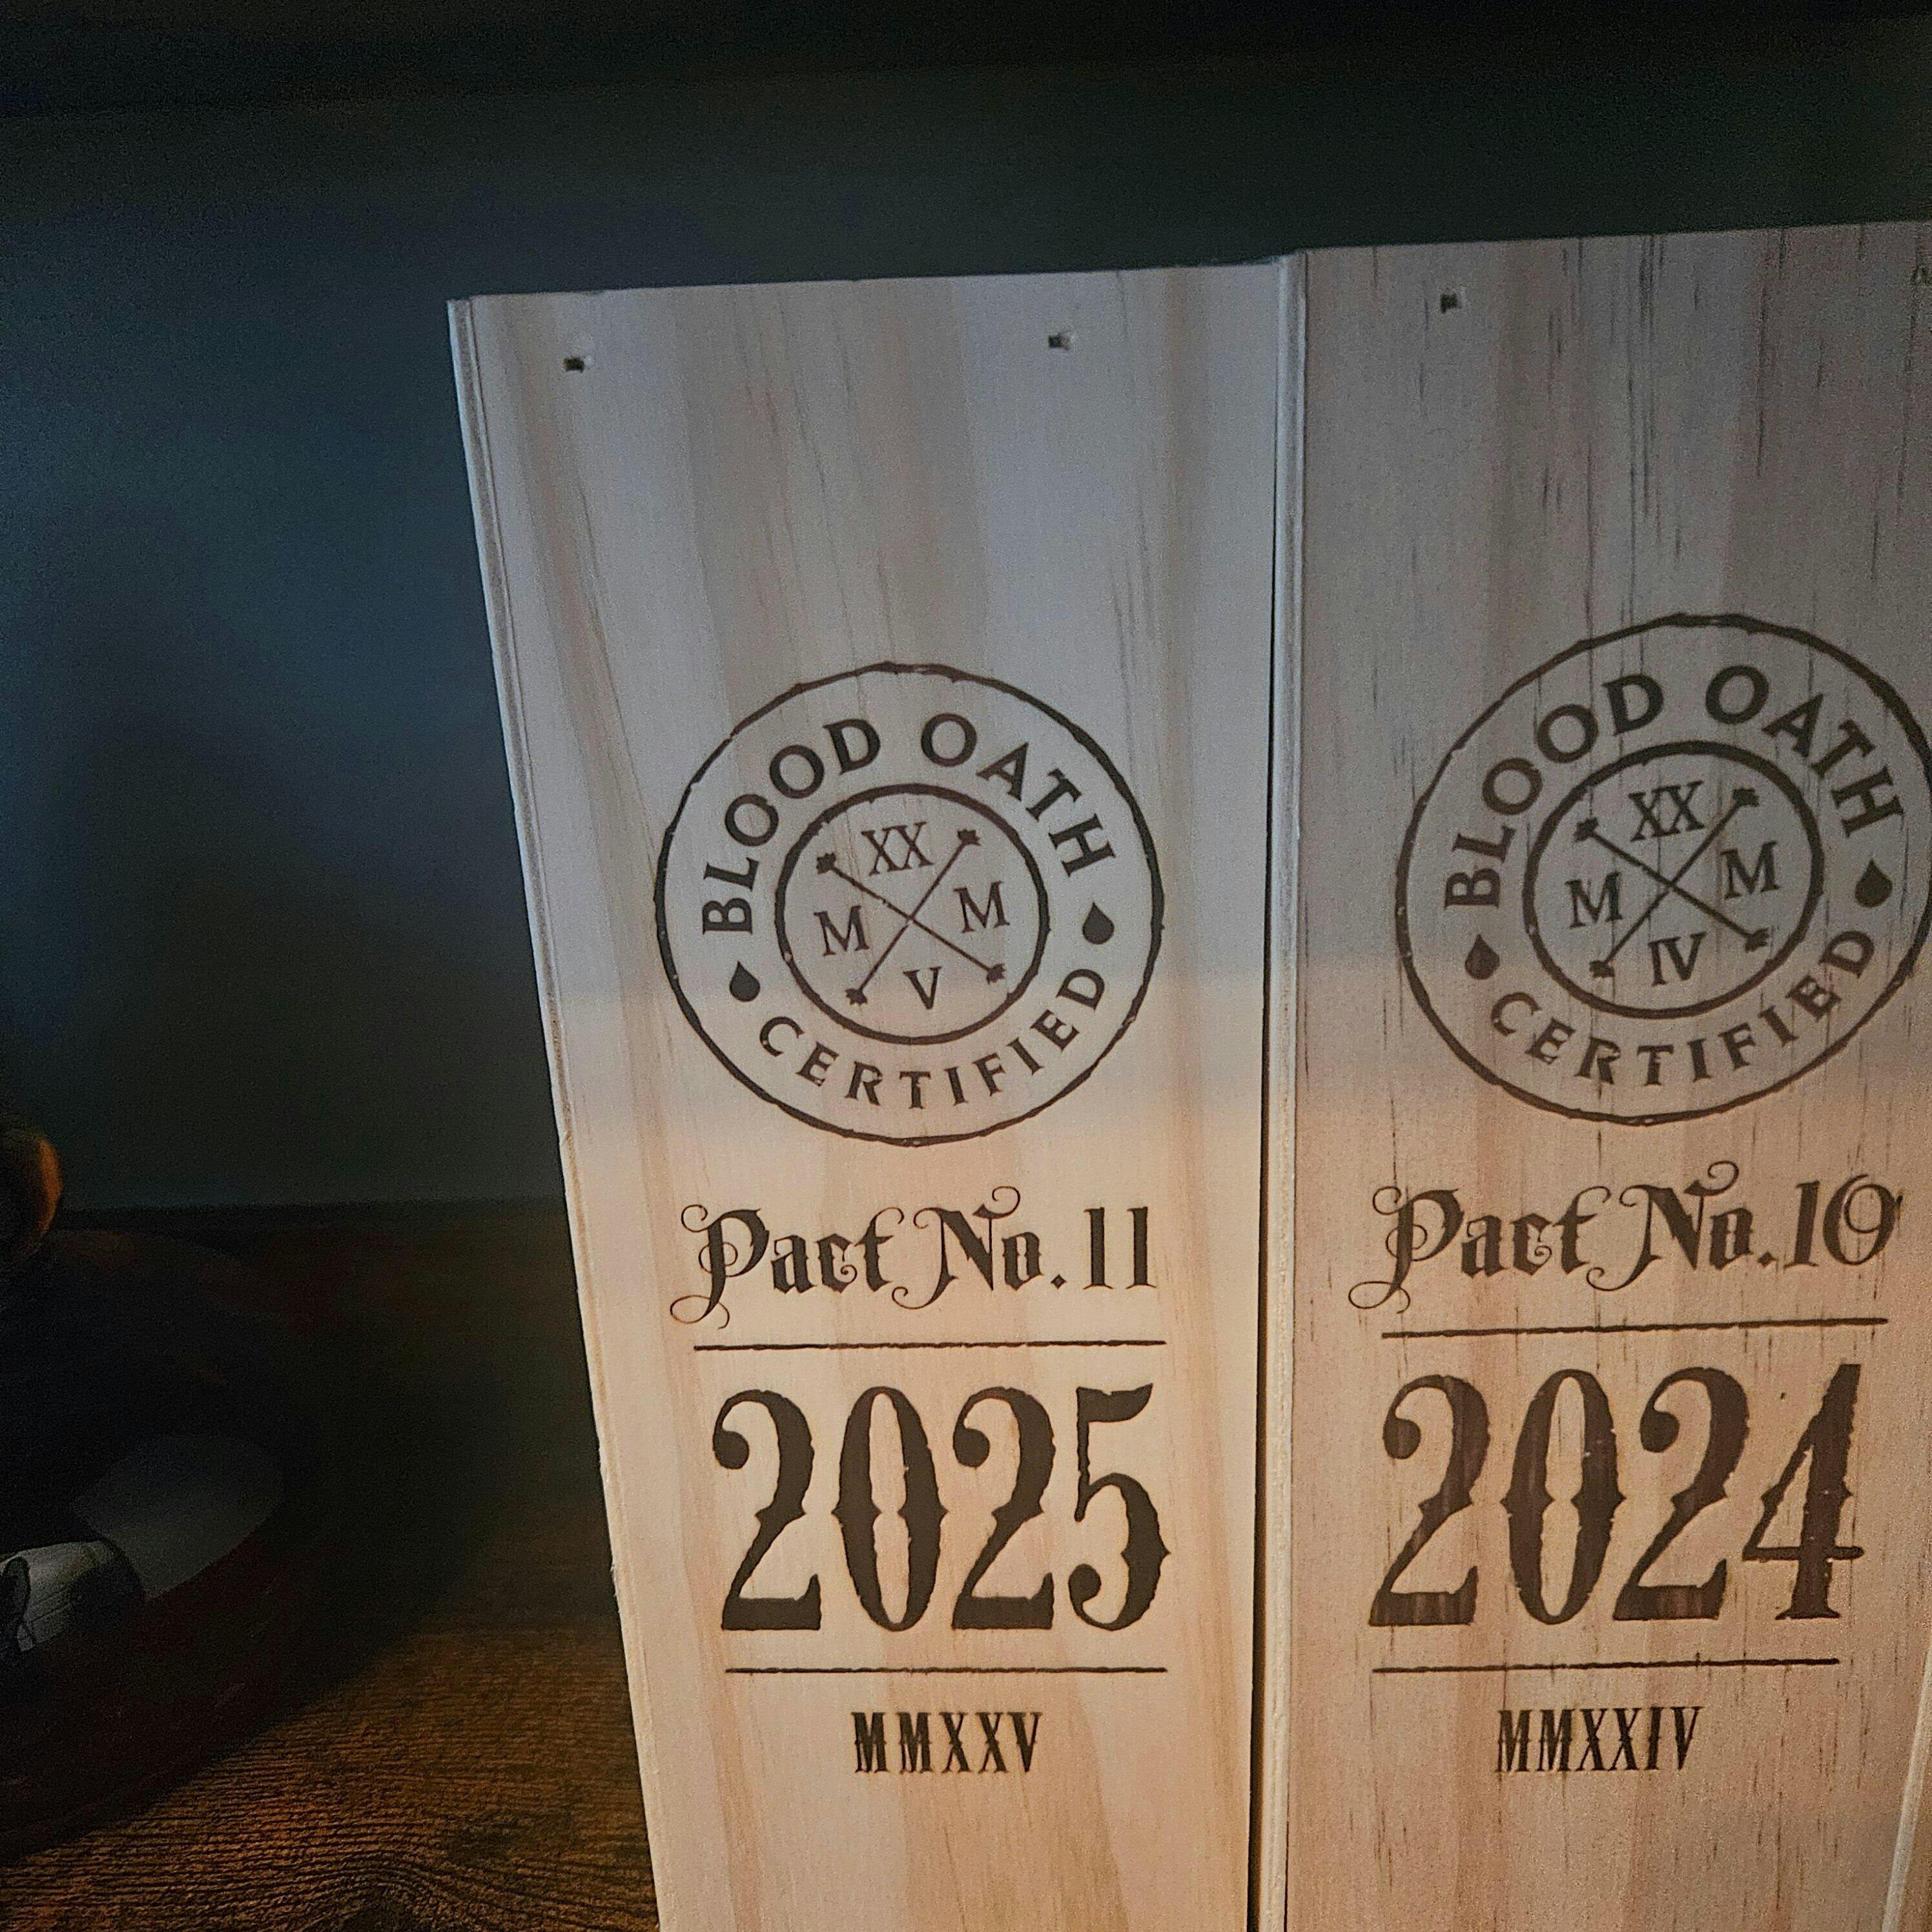 BLOOD OATH
XX
M M
V
CERTIFIED
Pact No. 11
2025
MMXXV
BLOOD OATH
XX
M M
IV
CERTIFIED
Pact No. 10
2024
MMXXIV